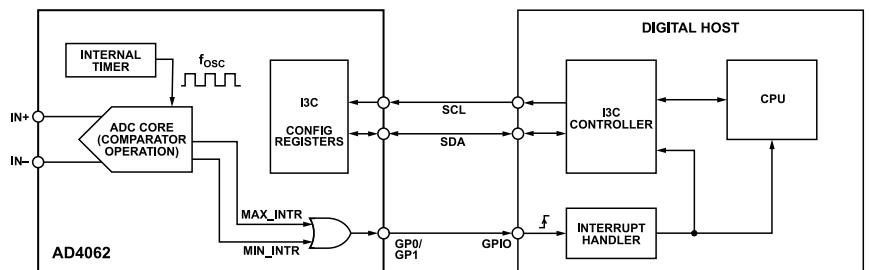 DIGITAL HOST
INTERNAL
TIMER
fOSC
I3C
CONFIG
REGISTERS
SCL
SDA
I3C
CONTROLLER
CPU
IN+
IN–
ADC CORE
(COMPARATOR
OPERATION)
MAX_INTR
MIN_INTR
GP0/
GP1
GPIO
INTERRUPT
HANDLER
AD4062